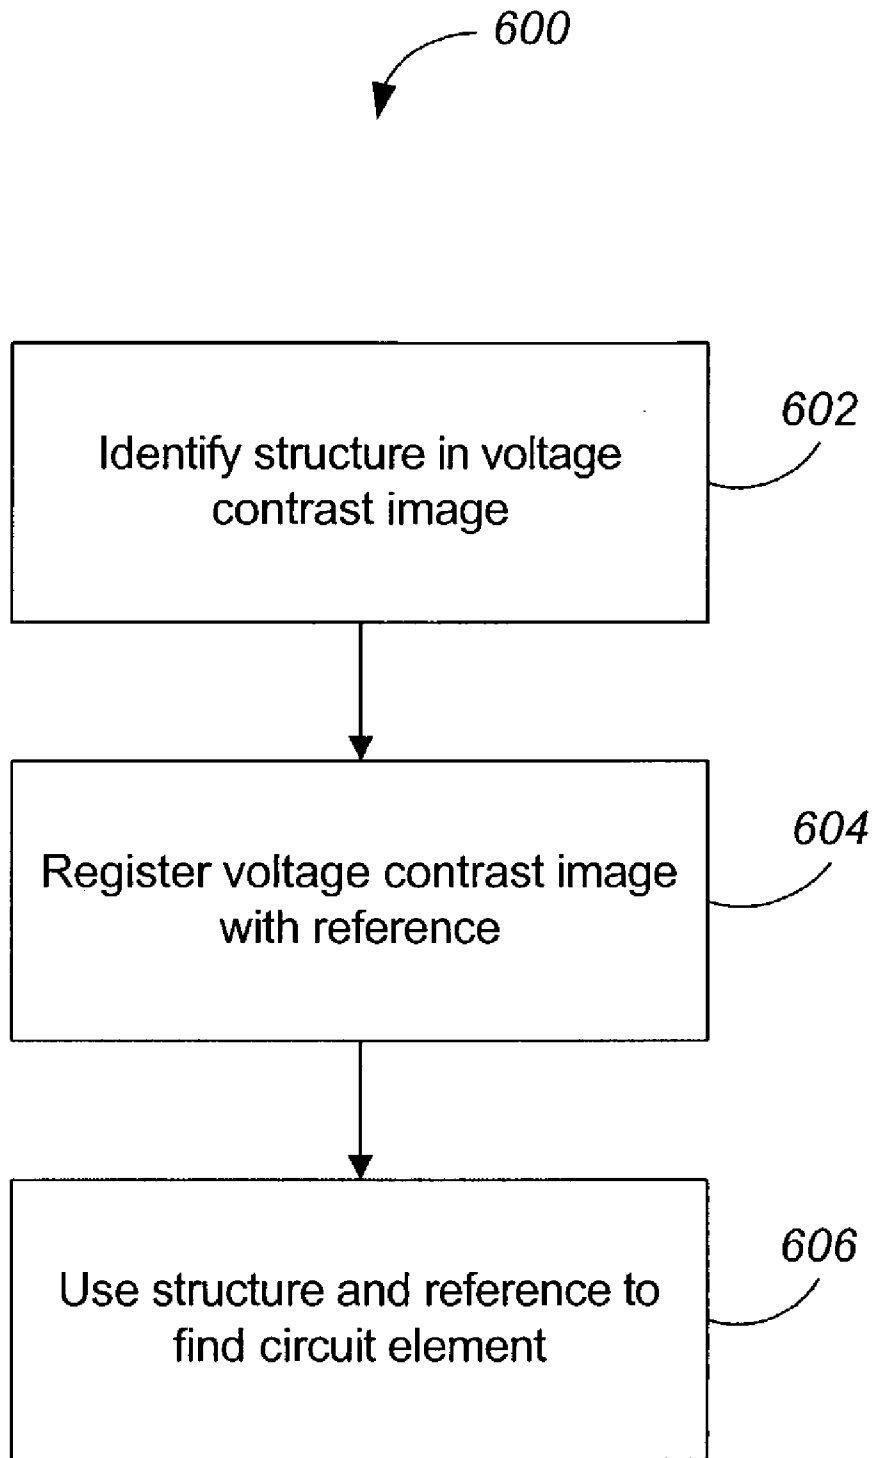 600
Identify structure in voltage
contrast image
602
Register voltage contrast image
with reference
604
Use structure and reference to
find circuit element
606